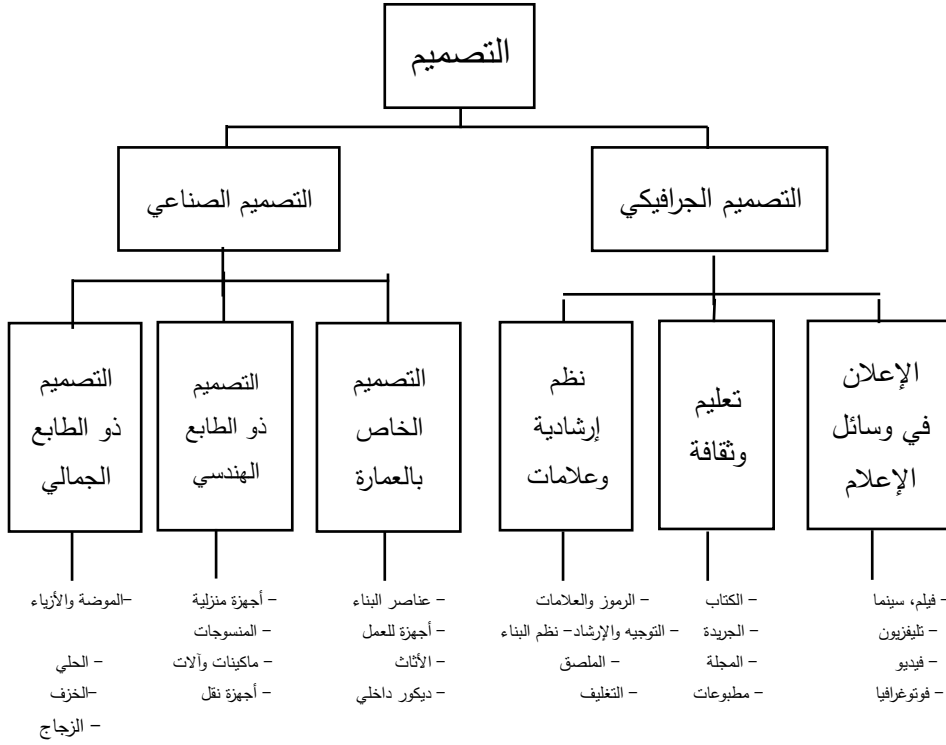 التصميم
التصميم الجرافيكي
التصميم الصناعي
الإعلان
في وسائل
الإعلام
تعليم
وثقافة
نظم
إرشادية
وعلامات
التصميم
الخاص
بالعمارة
التصميم
ذو الطابع
الهندسي
التصميم
ذو الطابع
الجمالي
– فيلم، سينما
– تليفزيون
– فيديو
– فوتوغرافيا
– الكتاب
– الجريدة
– المجلة
– مطبوعات
– الرموز والعلامات
– التوجيه والإرشاد– نظم البناء
– الملصق
– التغليف
– عناصر البناء
– أجهزة للعمل
– الأثاث
– ديكور داخلي
– أجهزة منزلية
– المنسوجات
– ماكينات وآلات
– أجهزة نقل
–الموضة والأزياء
– الحلي
–الخزف
– الزجاج